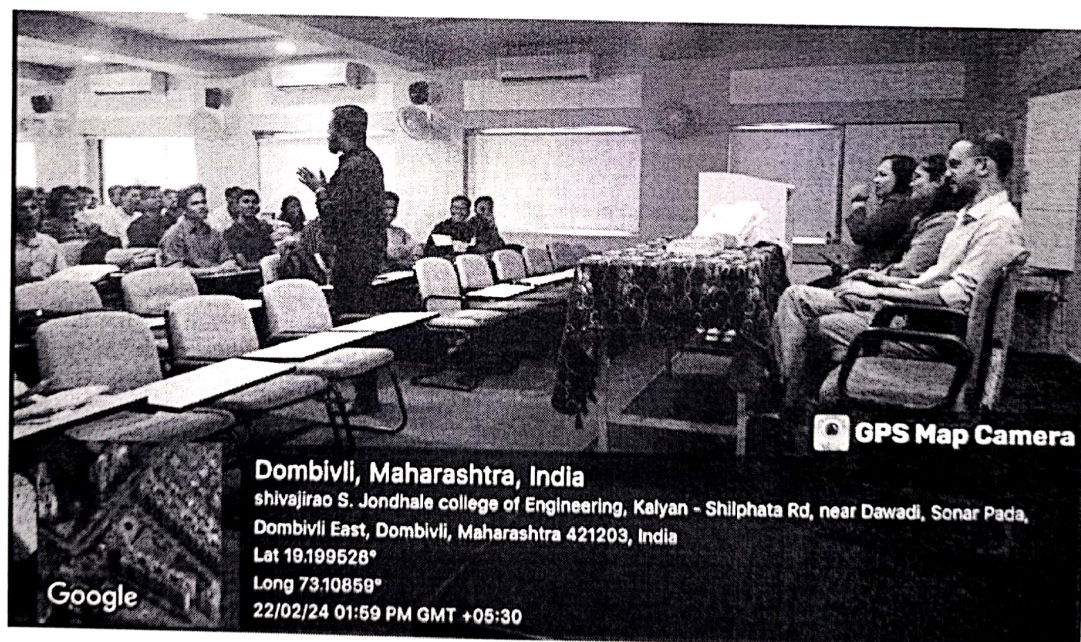 GPS Map Camera
Dombivli, Maharashtra, India
shivajirao S. Jondhale college of Engineering, Kalyan - Shilphata Rd, near Dawadi, Sonar Pada,
Dombivli East, Dombivli, Maharashtra 421203, India
Lat 19.199528°
Long 73.10859°
22/02/24 01:59 PM GMT +05:30
Google